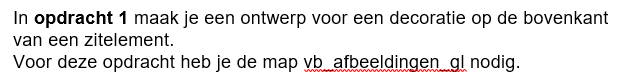 In opdracht 1 maak je een ontwerp voor een decoratie op de bovenkant
van een zitelement.
Voor deze opdracht heb je de map vb_afbeeldingen_gl nodig.